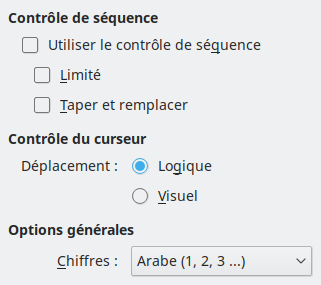 Contrôle de séquence
Utiliser le contrôle de séquence
Limité
Taper et remplacer
Contrôle du curseur
Déplacement : Logique
Visuel
Options générales
Chiffres : Arabe (1, 2, 3 ...)